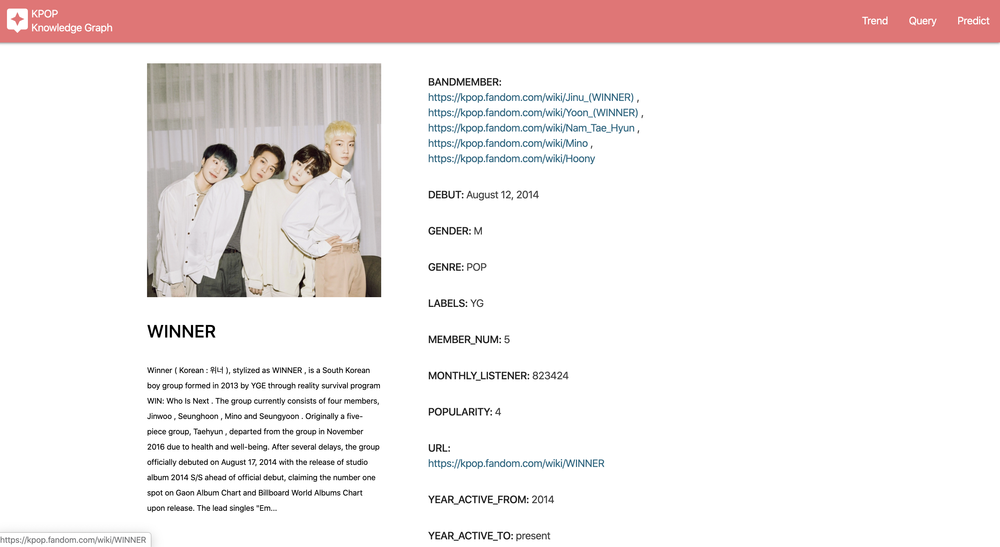 KPOP
Knowledge Graph
Trend
Query
Predict
WINNER
Winner ( Korean : 위너 ), stylized as WINNER , is a South Korean
boy group formed in 2013 by YGE through reality survival program
WIN: Who Is Next . The group currently consists of four members,
Jinwoo , Seunghoon , Mino and Seungyoon . Originally a five-
piece group, Taehyun , departed from the group in November
2016 due to health and well-being. After several delays, the group
officially debuted on August 17, 2014 with the release of studio
album 2014 S/S ahead of official debut, claiming the number one
spot on Gaon Album Chart and Billboard World Albums Chart
upon release. The lead singles "Em...
BANDMEMBER:
https://kpop.fandom.com/wiki/Jinu_(WINNER) ,
https://kpop.fandom.com/wiki/Yoon_(WINNER) ,
https://kpop.fandom.com/wiki/Nam_Tae_Hyun ,
https://kpop.fandom.com/wiki/Mino ,
https://kpop.fandom.com/wiki/Hoony
DEBUT: August 12, 2014
GENDER: M
GENRE: POP
LABELS: YG
MEMBER_NUM: 5
MONTHLY_LISTENER: 823424
POPULARITY: 4
URL:
https://kpop.fandom.com/wiki/WINNER
YEAR_ACTIVE_FROM: 2014
YEAR_ACTIVE_TO: present
https://kpop.fandom.com/wiki/WINNER